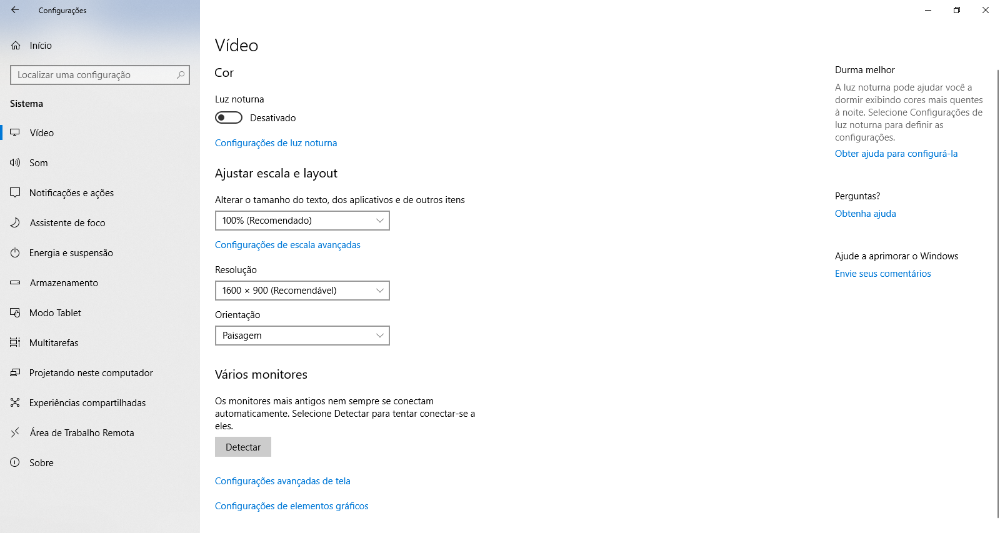 Configurações
Início
Localizar uma configuração
Sistema
Vídeo
Som
Notificações e ações
Assistente de foco
Energia e suspensão
Armazenamento
Modo Tablet
Multitarefas
Projetando neste computador
Experiências compartilhadas
Área de Trabalho Remota
Sobre
Vídeo
Cor
Luz noturna
Desativado
Configurações de luz noturna
Ajustar escala e layout
Alterar o tamanho do texto, dos aplicativos e de outros itens
100% (Recomendado)
Configurações de escala avançadas
Resolução
1600 × 900 (Recomendável)
Orientação
Paisagem
Vários monitores
Os monitores mais antigos nem sempre se conectam
automaticamente. Selecione Detectar para tentar conectar-se a
eles.
Detectar
Configurações avançadas de tela
Configurações de elementos gráficos
Durma melhor
A luz noturna pode ajudar você a
dormir exibindo cores mais quentes
à noite. Selecione Configurações de
luz noturna para definir as
configurações.
Obter ajuda para configurá-la
Perguntas?
Obtenha ajuda
Ajude a aprimorar o Windows
Envie seus comentários